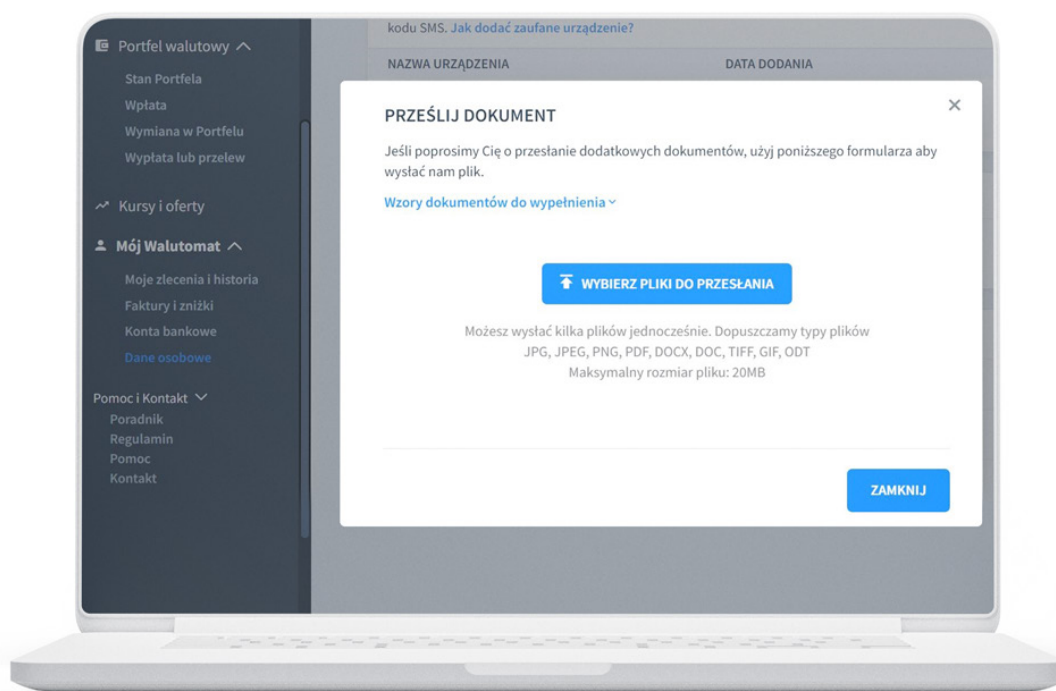 Portfel walutowy
Stan Portfela
Wpłata
Wymiana w Portfelu
Wypłata lub przelew
Kursy i oferty
Mój Walutomat
Moje zlecenia i historia
Faktury i zniżki
Konta bankowe
Dane osobowe
Pomoc i Kontakt
Poradnik
Regulamin
Pomoc
Kontakt
kodu SMS. Jak dodać zaufane urządzenie?
NAZWA URZĄDZENIA DATA DODANIA
PRZEŚLIJ DOKUMENT
Jeśli poprosimy Cię o przesłanie dodatkowych dokumentów, użyj poniższego formularza aby
wysłać nam plik.
Wzory dokumentów do wypełnienia
WYBIERZ PLIKI DO PRZESŁANIA
Możesz wysłać kilka plików jednocześnie. Dopuszczamy typy plików
JPG, JPEG, PNG, PDF, DOCX, DOC, TIFF, GIF, ODT
Maksymalny rozmiar pliku: 20MB
ZAMKNIJ